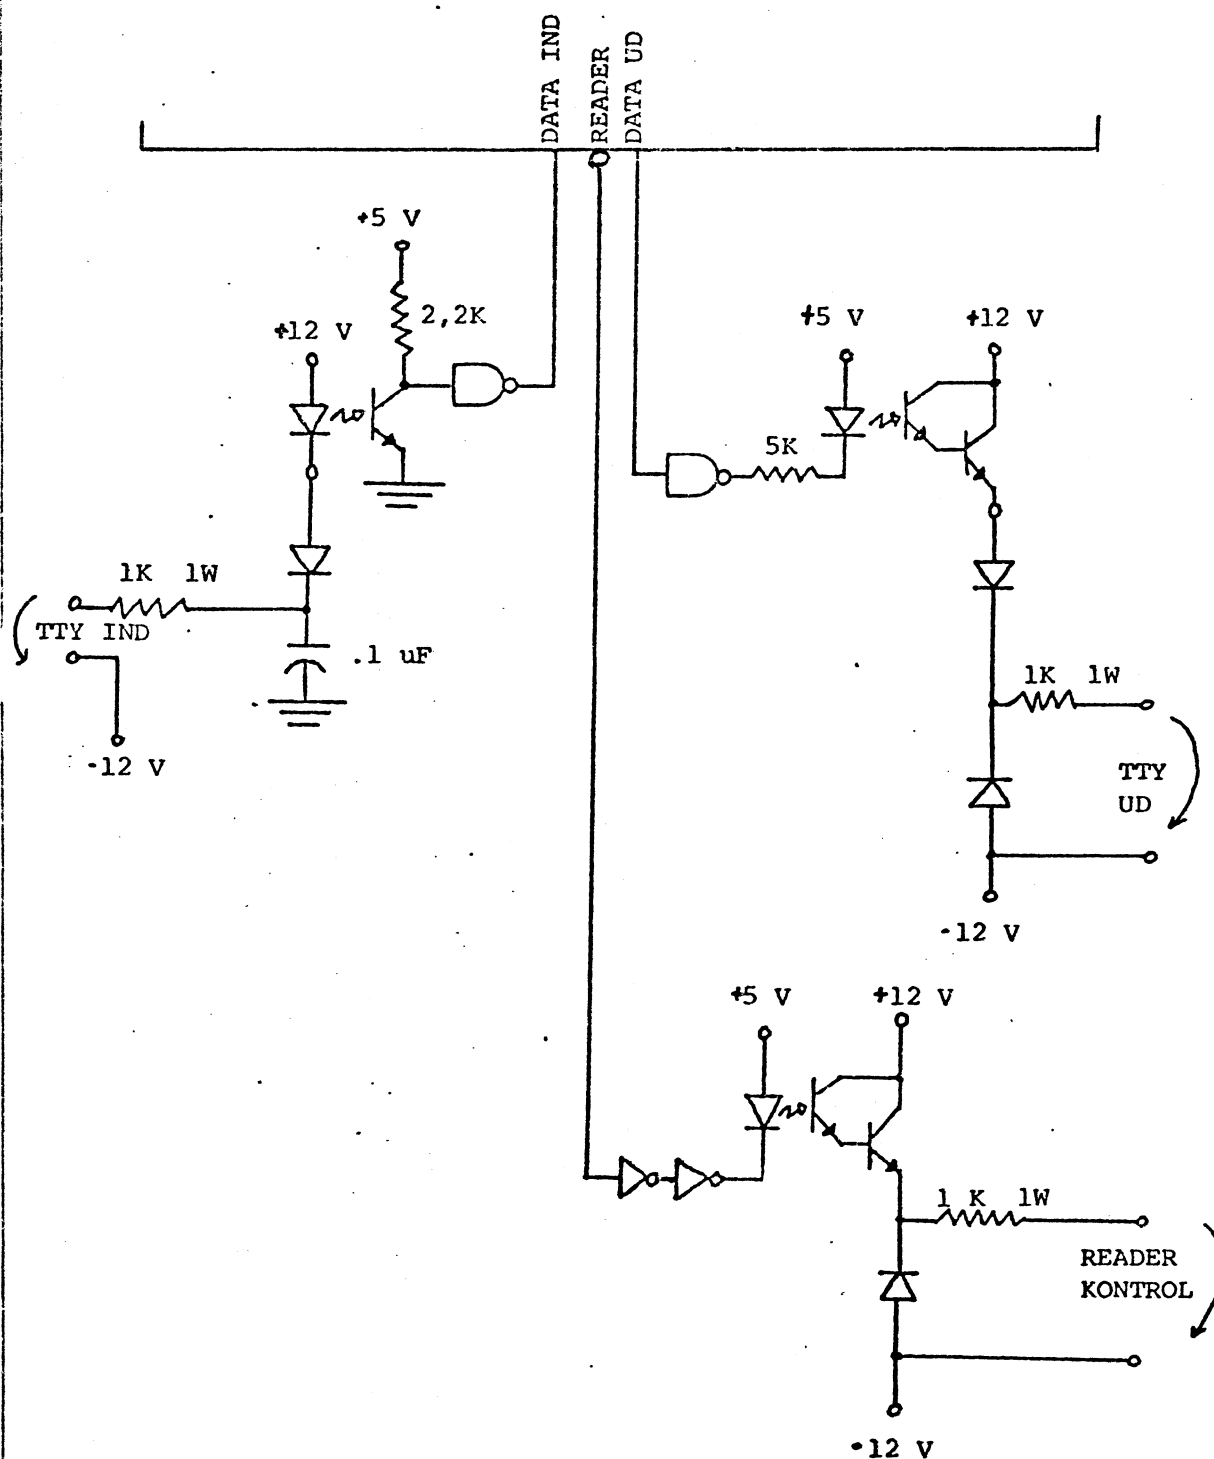 DATA IND
READER
DATA UD
+5 V
2,2K
+12 V
+5 V
+12 V
5K
1K 1W
TTY IND
.1 uF
-12 V
1K 1W
TTY
UD
-12 V
+5 V
+12 V
1 K 1W
READER
KONTROL
-12 V